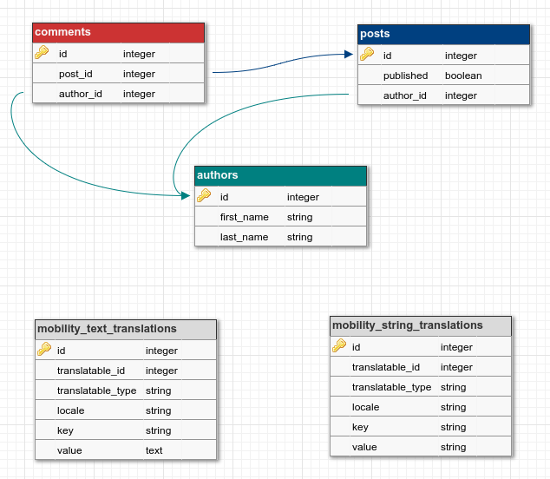 comments
id integer
post_id integer
author_id integer
posts
id integer
published boolean
author_id integer
authors
id integer
first_name string
last_name string
mobility_text_translations
id integer
translatable_id integer
translatable_type string
locale string
key string
value text
mobility_string_translations
id integer
translatable_id integer
translatable_type string
locale string
key string
value string